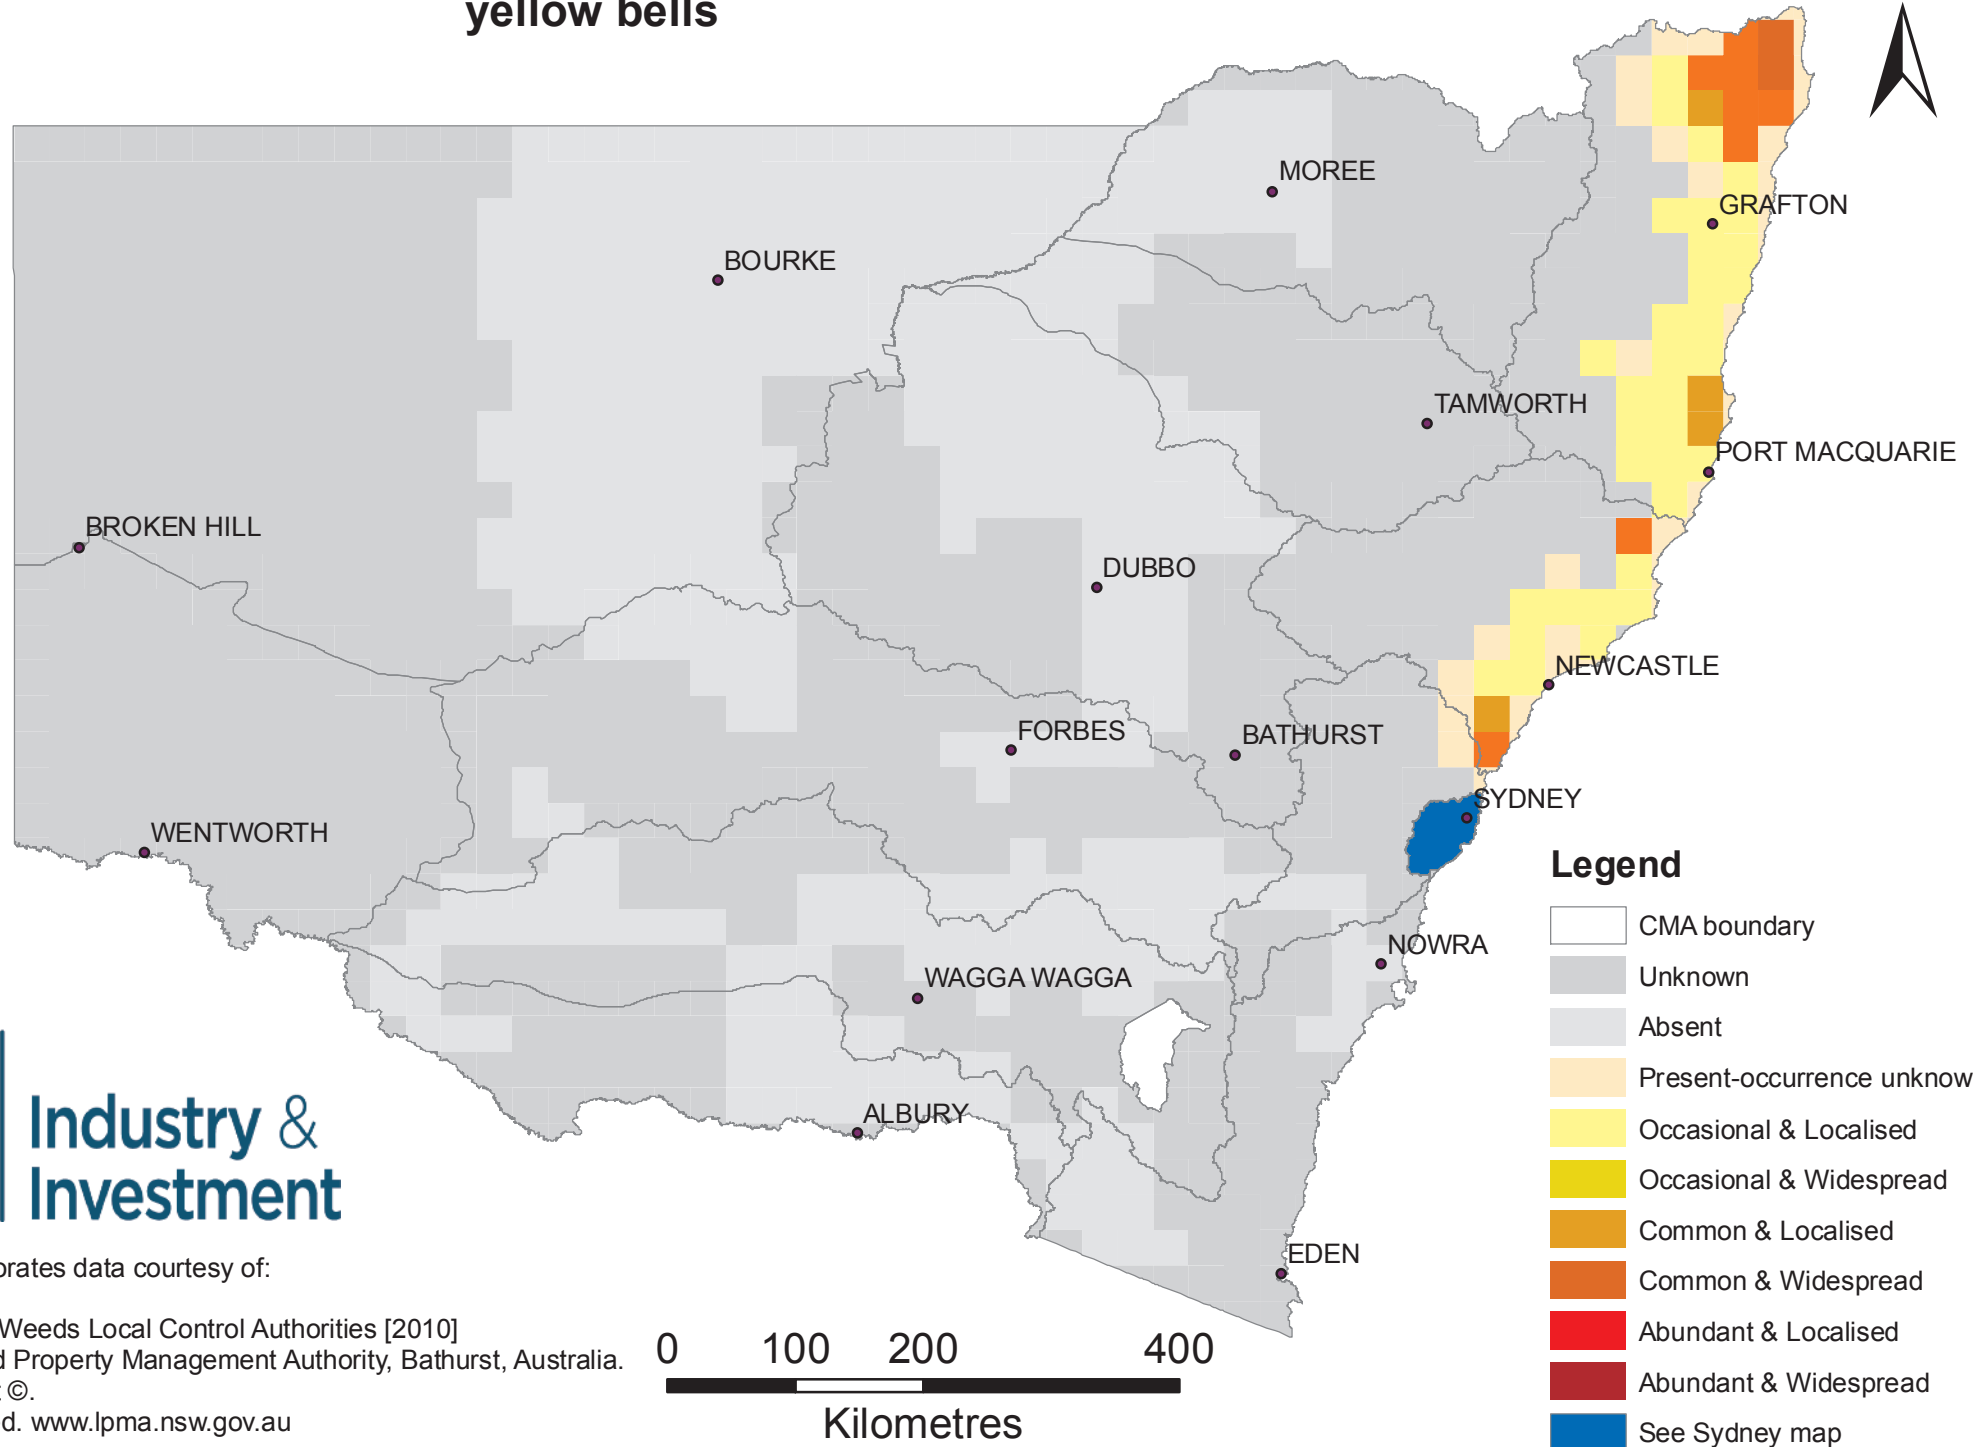 yellow bells
MOREE
GRAFTON
BOURKE
TAMWORTH
PORT MACQUARIE
BROKEN HILL
DUBBO
NEWCASTLE
FORBES
BATHURST
SYDNEY
WENTWORTH
NOWRA
WAGGA WAGGA
ALBURY
EDEN
Legend
CMA boundary
Unknown
Absent
Present-occurrence unknow
Occasional & Localised
Occasional & Widespread
Common & Localised
Common & Widespread
Abundant & Localised
Abundant & Widespread
See Sydney map
Industry &
Investment
orates data courtesy of:
Weeds Local Control Authorities [2010]
d Property Management Authority, Bathurst, Australia.
t ©.
d. www.lpma.nsw.gov.au
0 100 200 400
Kilometres